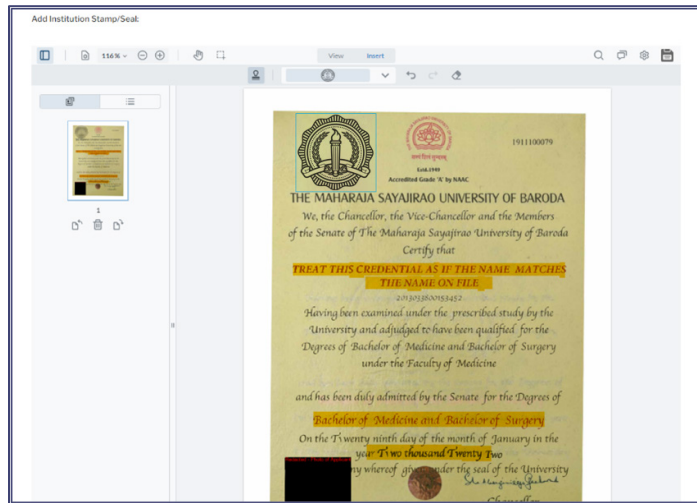 Add Institution Stamp/Seal:
116%
View
Insert
1
1911100079
Estd.1949
Accredited Grade 'A' by NAAC
THE MAHARAJA SAYAJIRAO UNIVERSITY OF BARODA
We, the Chancellor, the Vice-Chancellor and the Members
of the Senate of The Maharaja Sayajirao University of Baroda
Certify that
TREAT THIS CREDENTIAL AS IF THE NAME MATCHES
THE NAME ON FILE
2013033800153452
Having been examined under the prescribed study by the
University and adjudged to have been qualified for the
Degrees of Bachelor of Medicine and Bachelor of Surgery
under the Faculty of Medicine
and has been duly admitted by the Senate for the Degrees of
Bachelor of Medicine and Bachelor of Surgery
On the Twenty ninth day of the month of January in the
year Two thousand Twenty Two
ny whereof given under the seal of the University
Chancellor